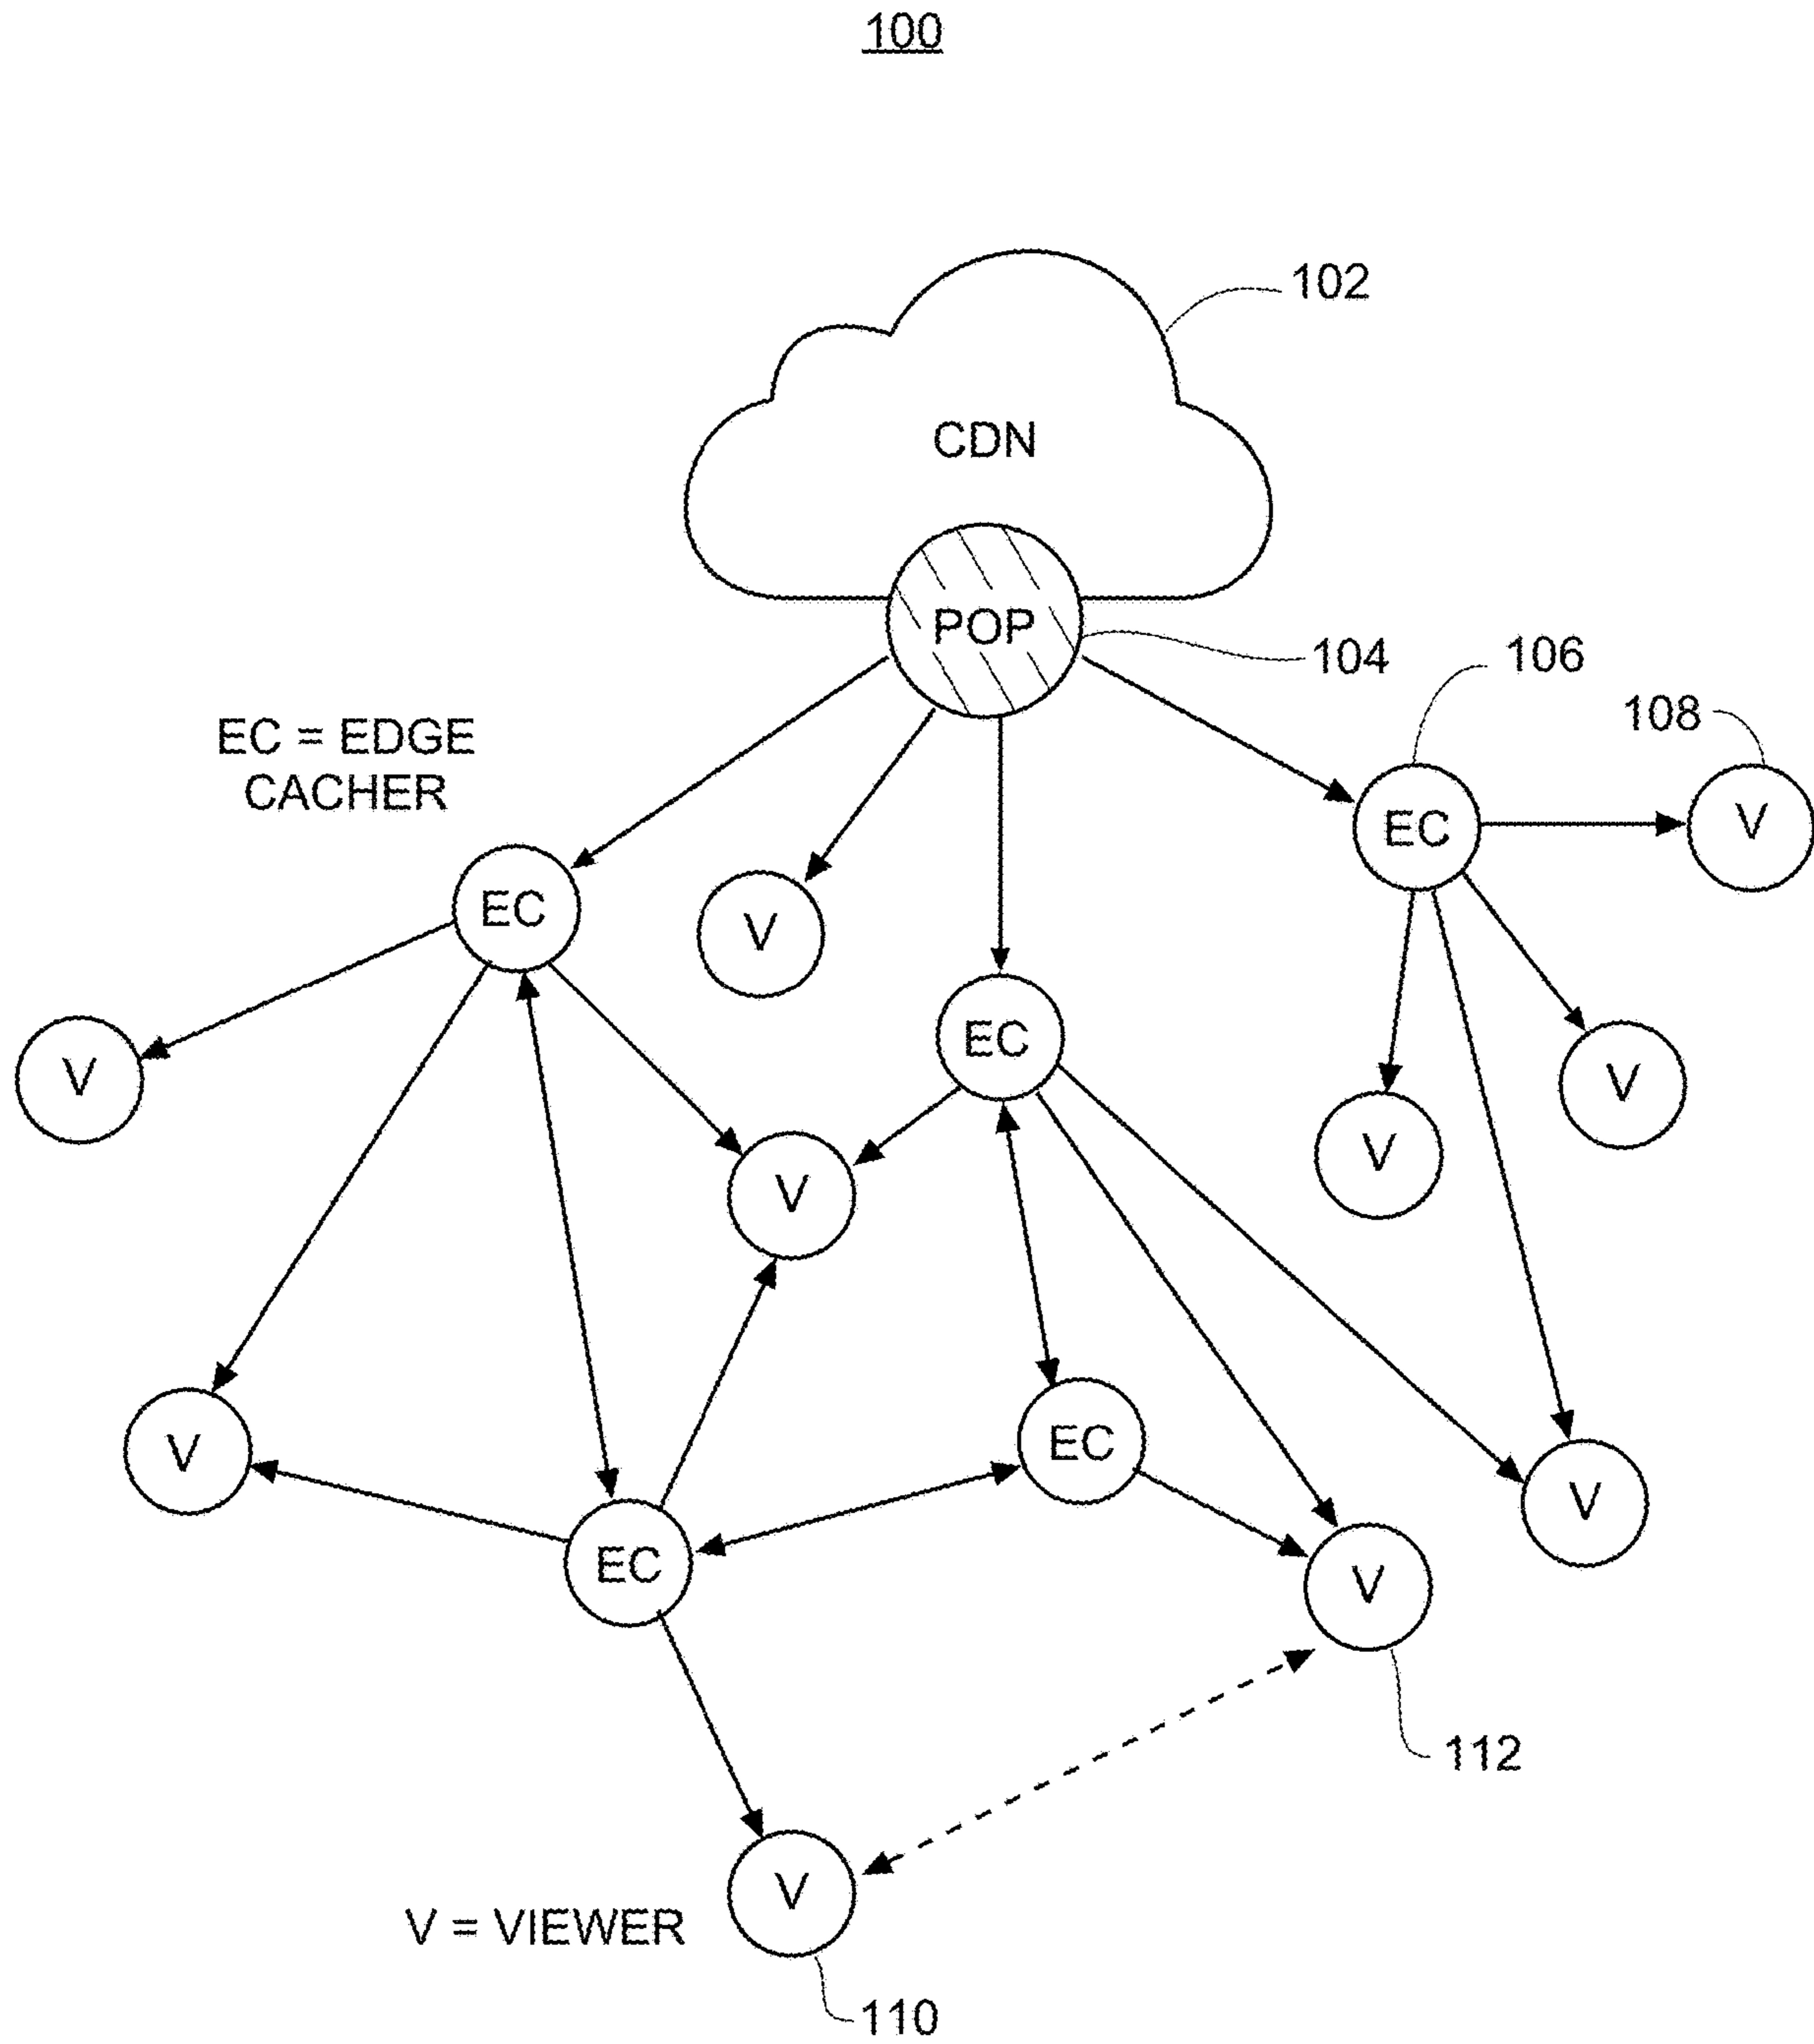 100
102
CDN
POP
104
106
108
EC = EDGE
CACHER
EC
V
EC
V
EC
V
V
V
V
V
EC
V
EC
V
V
112
V
V = VIEWER
110